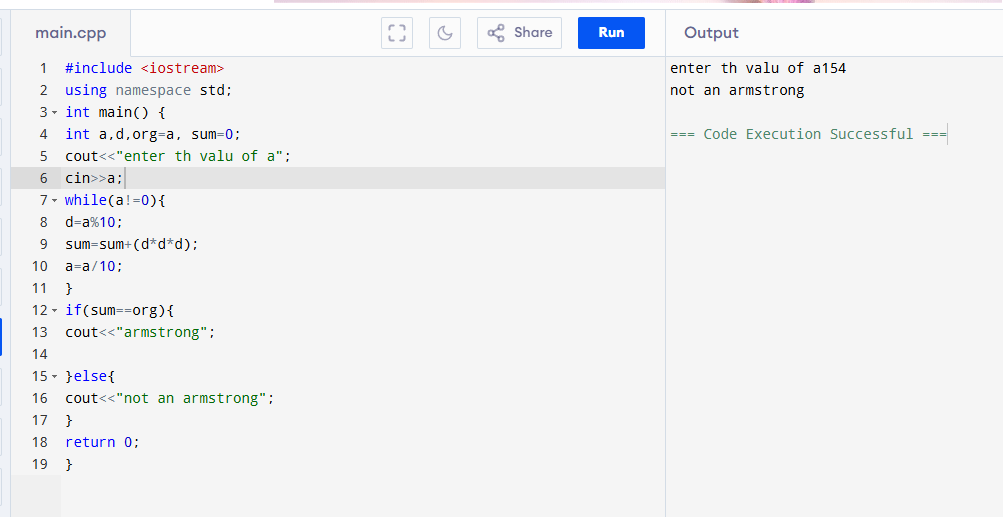 main.cpp
Share
Run
Output
1 #include <iostream>
2 using namespace std;
3 int main() {
4 int a,d,org=a, sum=0;
5 cout<<"enter th valu of a";
6 cin>>a;
7 while(a!=0){
8 d=a%10;
9 sum=sum+(d*d*d);
10 a=a/10;
11 }
12 if(sum==org){
13 cout<<"armstrong";
14
15 }else{
16 cout<<"not an armstrong";
17 }
18 return 0;
19 }
enter th valu of a154
not an armstrong
=== Code Execution Successful ===